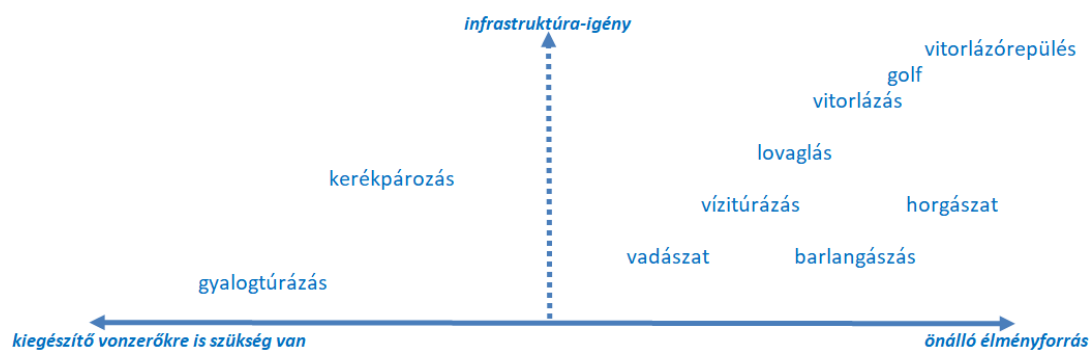 infrastruktúra-igény
vitorlázórepülés
golf
vitorlázás
lovaglás
kerékpározás
vízitúrázás
horgászat
vadászat
barlangászás
gyalogtúrázás
kiegészítő vonzerőkre is szükség van
önálló élményforrás